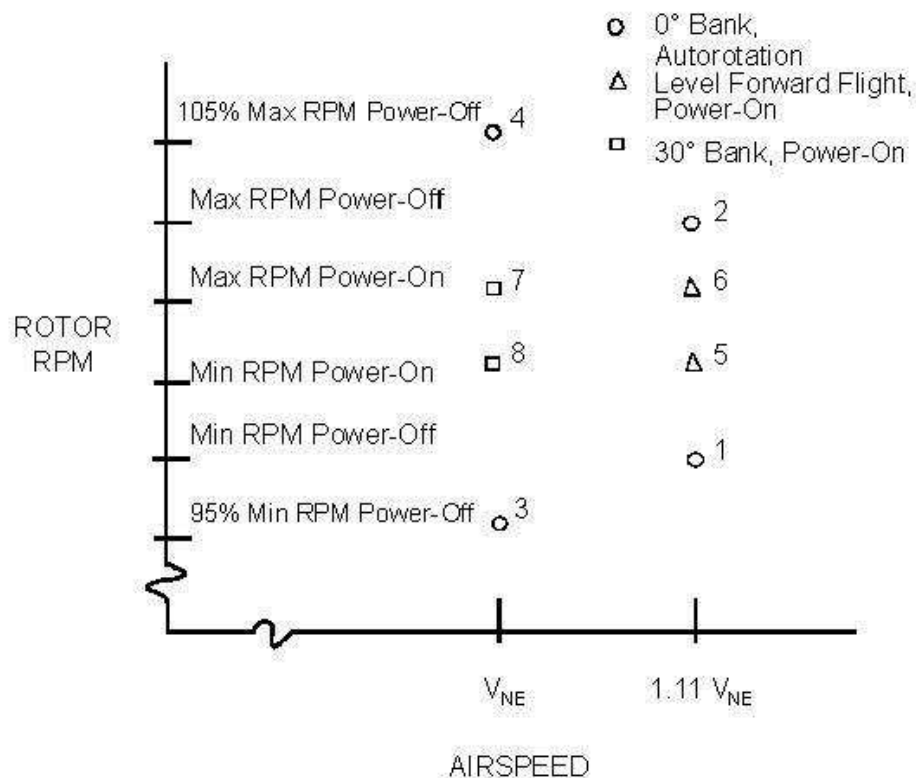 0° Bank,
Autorotation
Level Forward Flight,
Power-On
30° Bank, Power-On
105% Max RPM Power-Off
4
Max RPM Power-Off
2
Max RPM Power-On
7
6
ROTOR
RPM
Min RPM Power-On
8
5
Min RPM Power-Off
1
95% Min RPM Power-Off
3
VNE
1.11 VNE
AIRSPEED